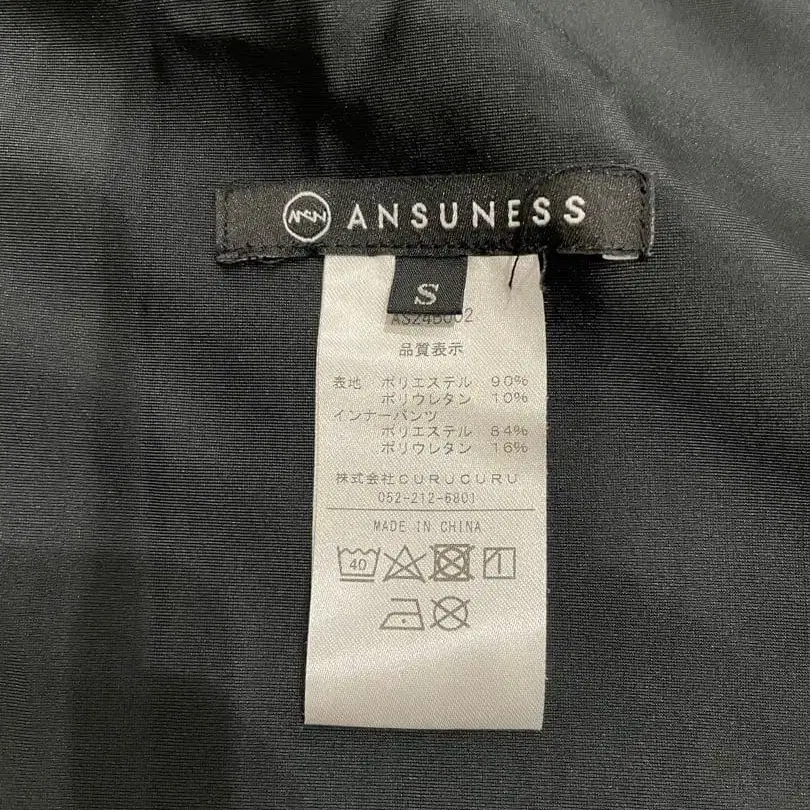 ANSUNESS
S
品質表示
表地 ポリエステル 90%
ポリウレタン 10%
インナーパンツ
ポリエステル 84%
ポリウレタン 16%
株式会社CURUCURU
052-212-6801
MADE IN CHINA
40